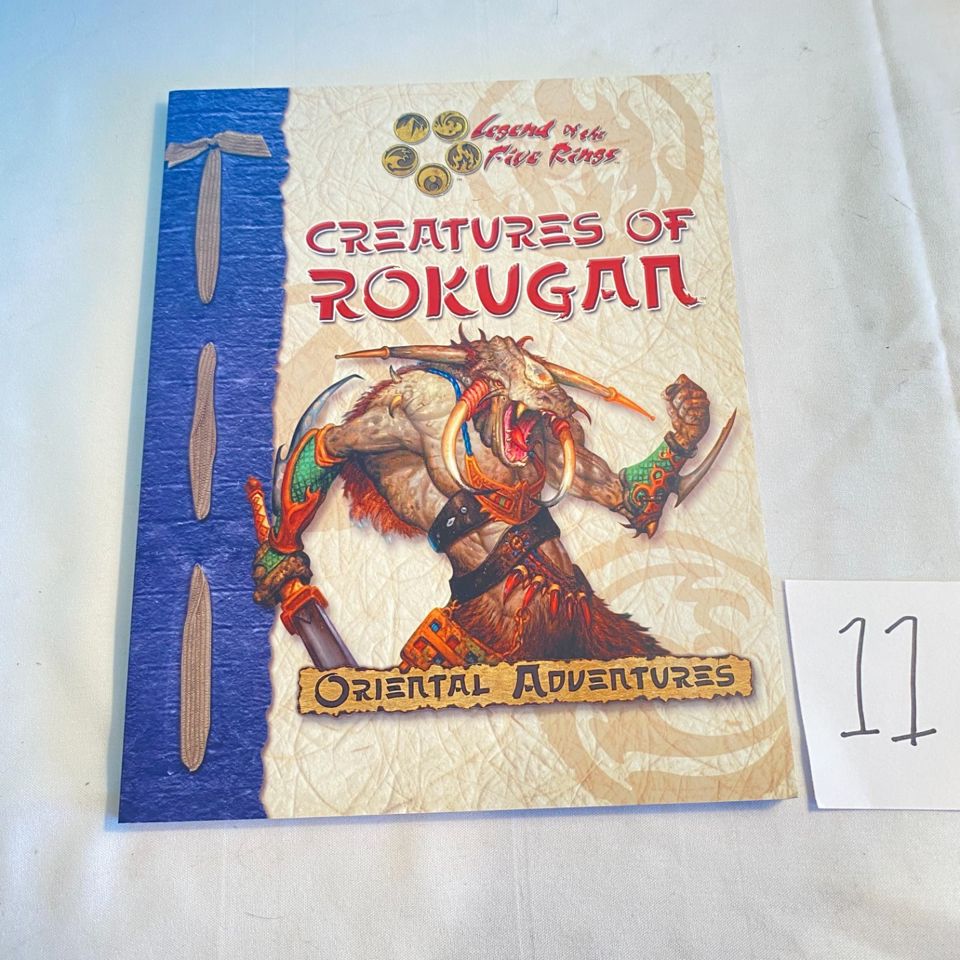 Legend of the
Five Rings
CREATURES OF
ROKUGAN
ORIENTAL ADVENTURES
11